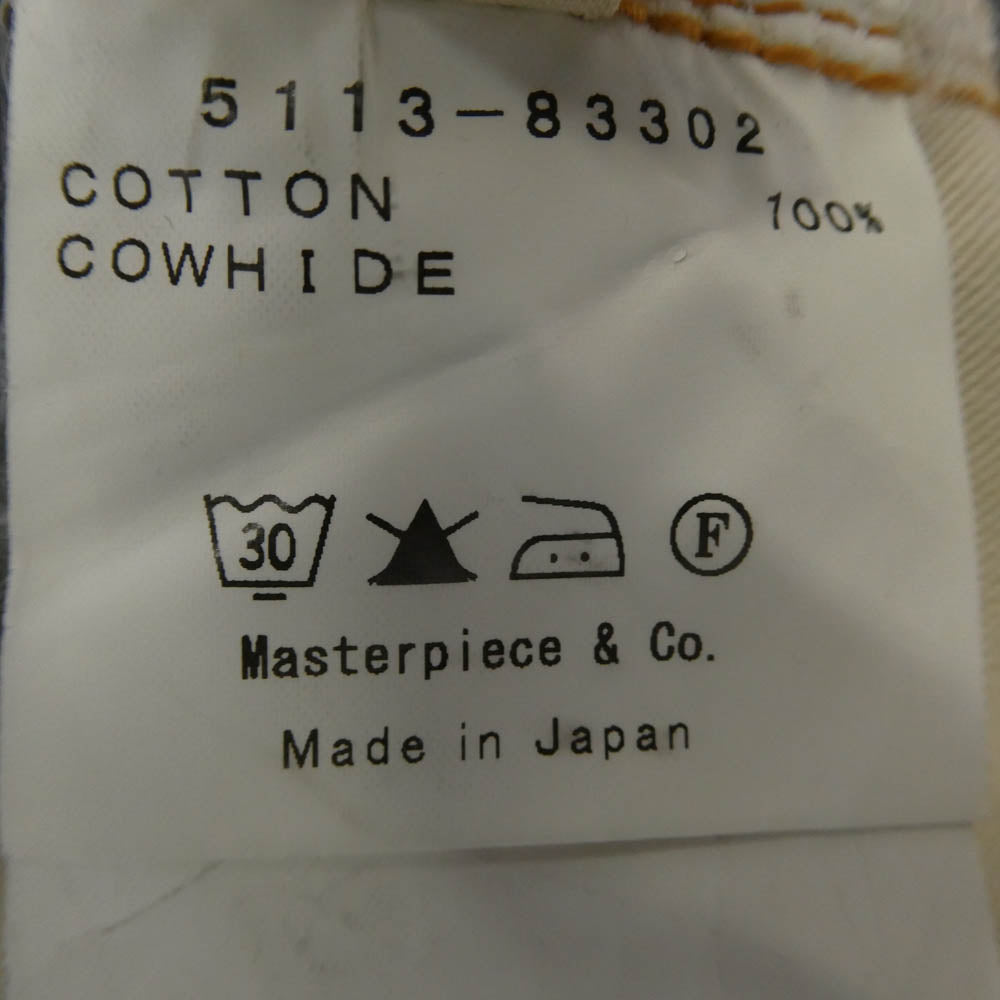 5113-83302
COTTON 100%
COWHIDE
30
F
Masterpiece & Co.
Made in Japan